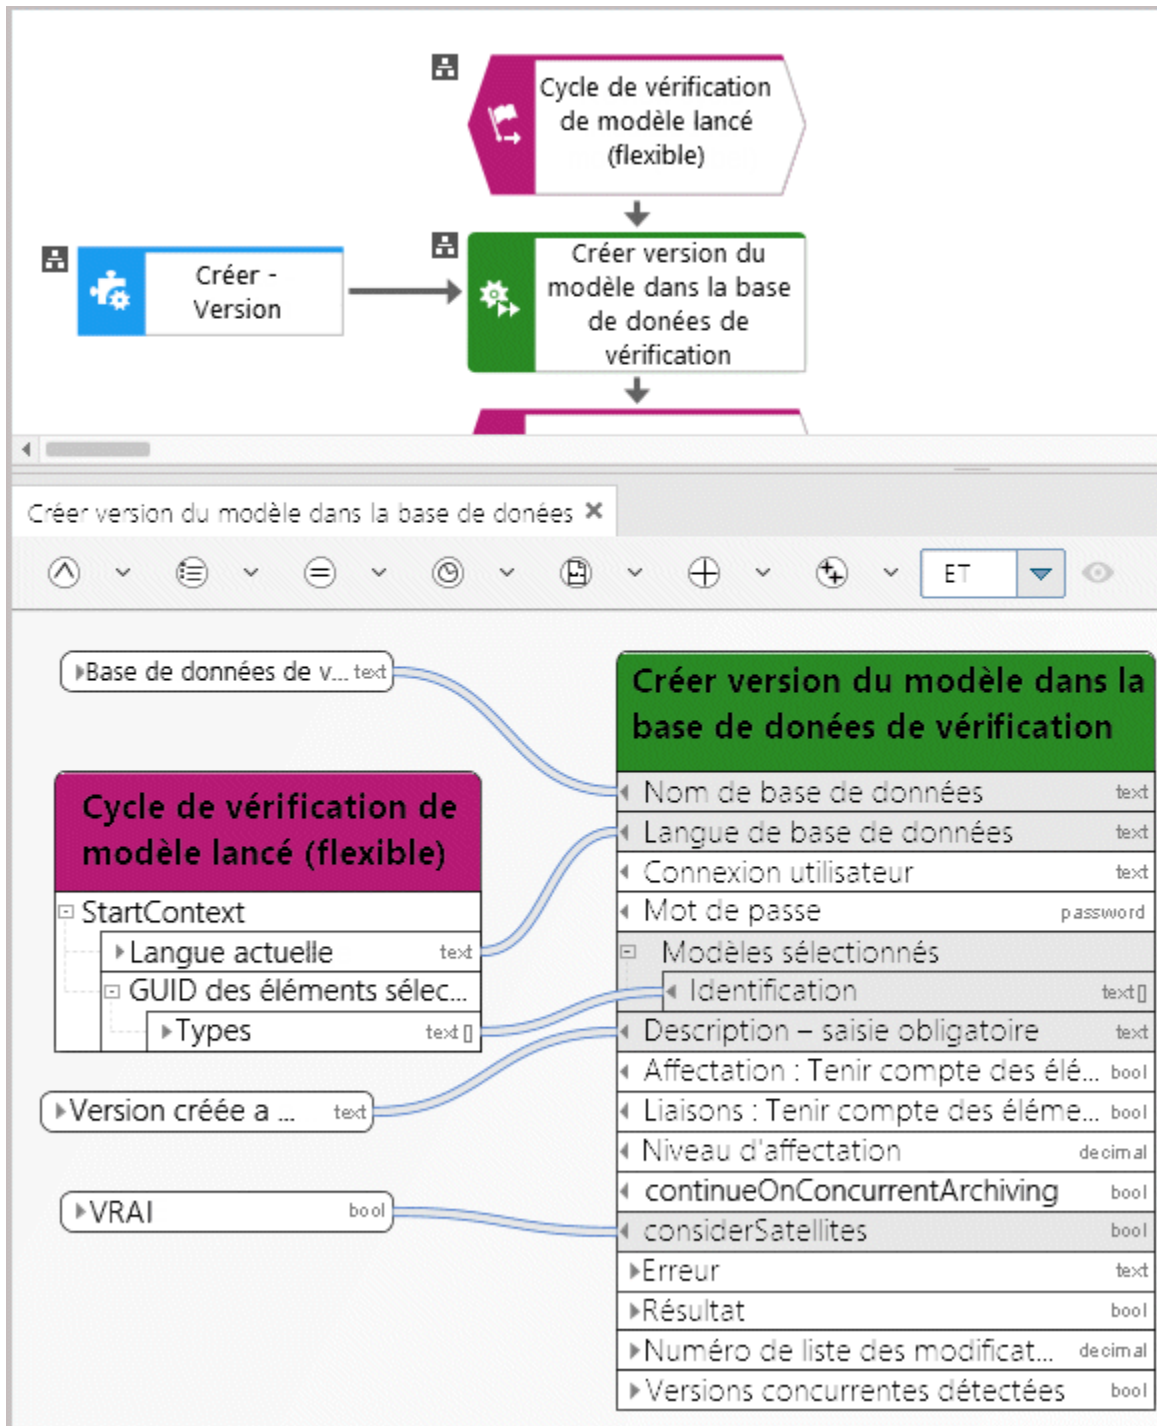 Cycle de vérification
de modèle lancé
(flexible)
Créer -
Version
Créer version du
modèle dans la base
de donées de
vérification
Créer version du modèle dans la base de donées
ET
Base de données de v... text
Créer version du modèle dans la
base de donées de vérification
Nom de base de données text
Langue de base de données text
Connexion utilisateur text
Mot de passe password
Modèles sélectionnés
Identification text[]
Description – saisie obligatoire text
Affectation : Tenir compte des élé... bool
Liaisons : Tenir compte des éléme... bool
Niveau d'affectation decimal
continueOnConcurrentArchiving bool
considerSatellites bool
Erreur text
Résultat bool
Numéro de liste des modificat... decimal
Versions concurrentes détectées bool
Cycle de vérification de
modèle lancé (flexible)
StartContext
Langue actuelle text
GUID des éléments sélec...
Types text []
Version créée a ... text
VRAI bool